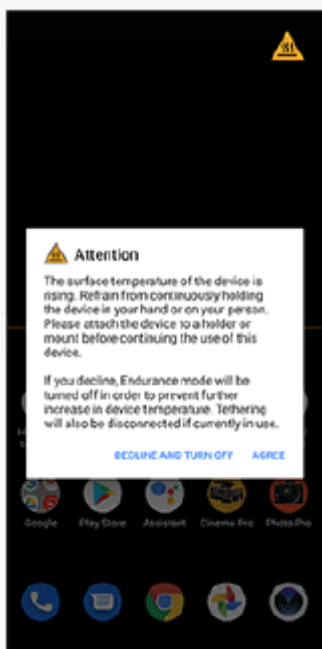 Attention
The surface temperature of the device is
rising. Refrain from continuously holding
the device in your hand or on your person.
Please attach the device to a holder or
mount before continuing the use of this
device.
If you decline, Endurance mode will be
turned off in order to prevent further
increase in device temperature. Tethering
will also be disconnected if currently in use.
DECLINE AND TURN OFF AGREE
Google Play Store Assistant Cinema Pro Photo Pro